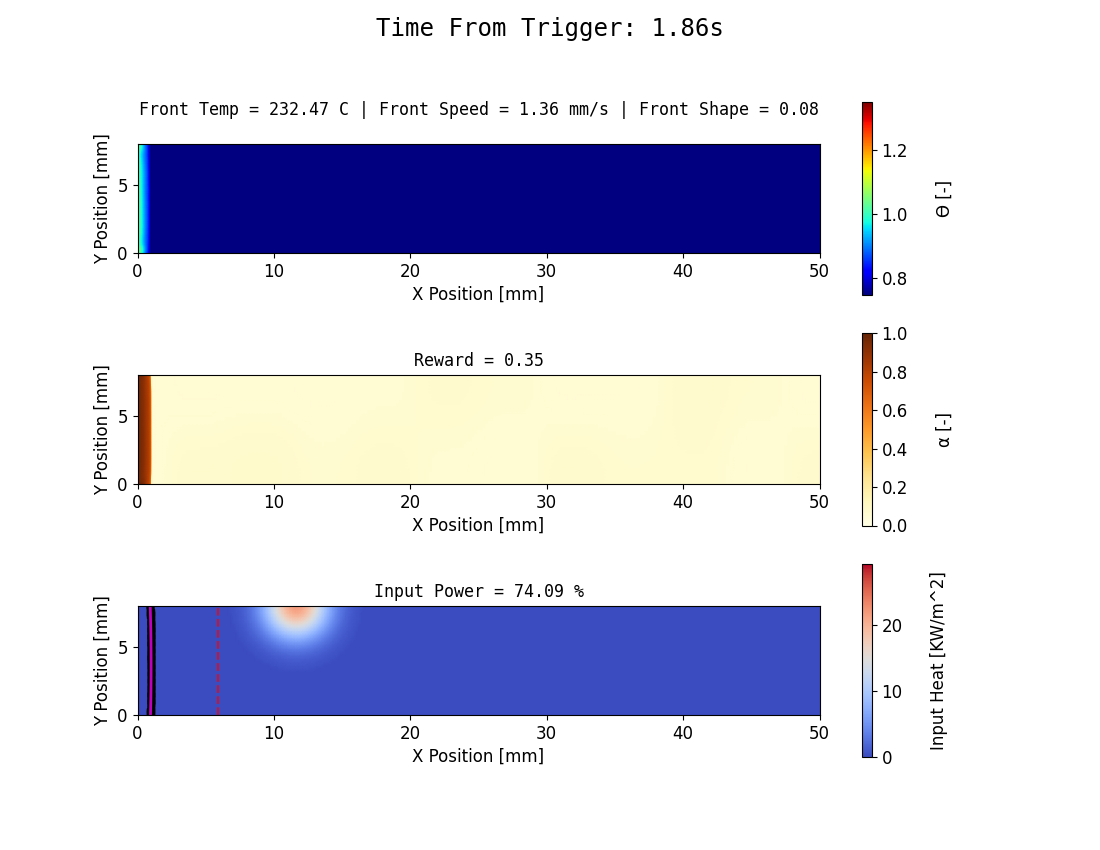 Time From Trigger: 1.86s
Front Temp = 232.47 C | Front Speed = 1.36 mm/s | Front Shape = 0.08
Y Position [mm]
5
0
0 10 20 30 40 50
X Position [mm]
1.2
1.0
0.8
Θ [-]
Reward = 0.35
Y Position [mm]
5
0
0 10 20 30 40 50
X Position [mm]
1.0
0.8
0.6
0.4
0.2
0.0
α [-]
Input Power = 74.09 %
Y Position [mm]
5
0
0 10 20 30 40 50
X Position [mm]
20
10
0
Input Heat [KW/m^2]